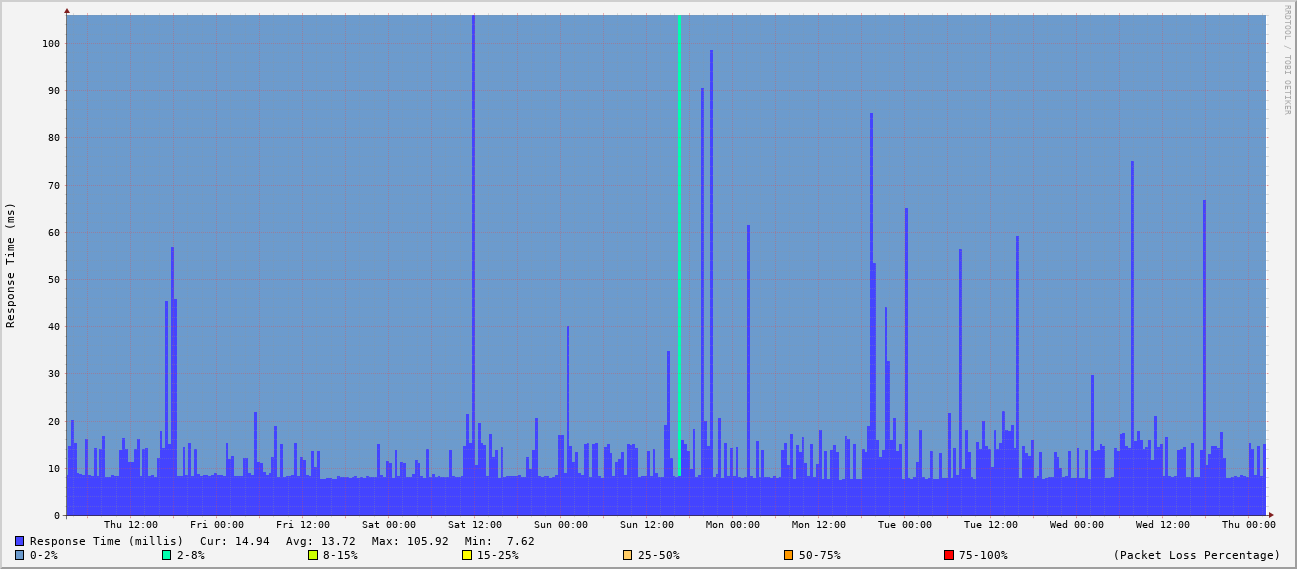 RRDTOOL / TOBI OETIKER
Response Time (ms)
100
90
80
70
60
50
40
30
20
10
0
Thu 12:00 Fri 00:00 Fri 12:00 Sat 00:00 Sat 12:00 Sun 00:00 Sun 12:00 Mon 00:00 Mon 12:00 Tue 00:00 Tue 12:00 Wed 00:00 Wed 12:00 Thu 00:00
Response Time (millis) Cur: 14.94 Avg: 13.72 Max: 105.92 Min: 7.62
0-2% 2-8% 8-15% 15-25% 25-50% 50-75% 75-100% (Packet Loss Percentage)